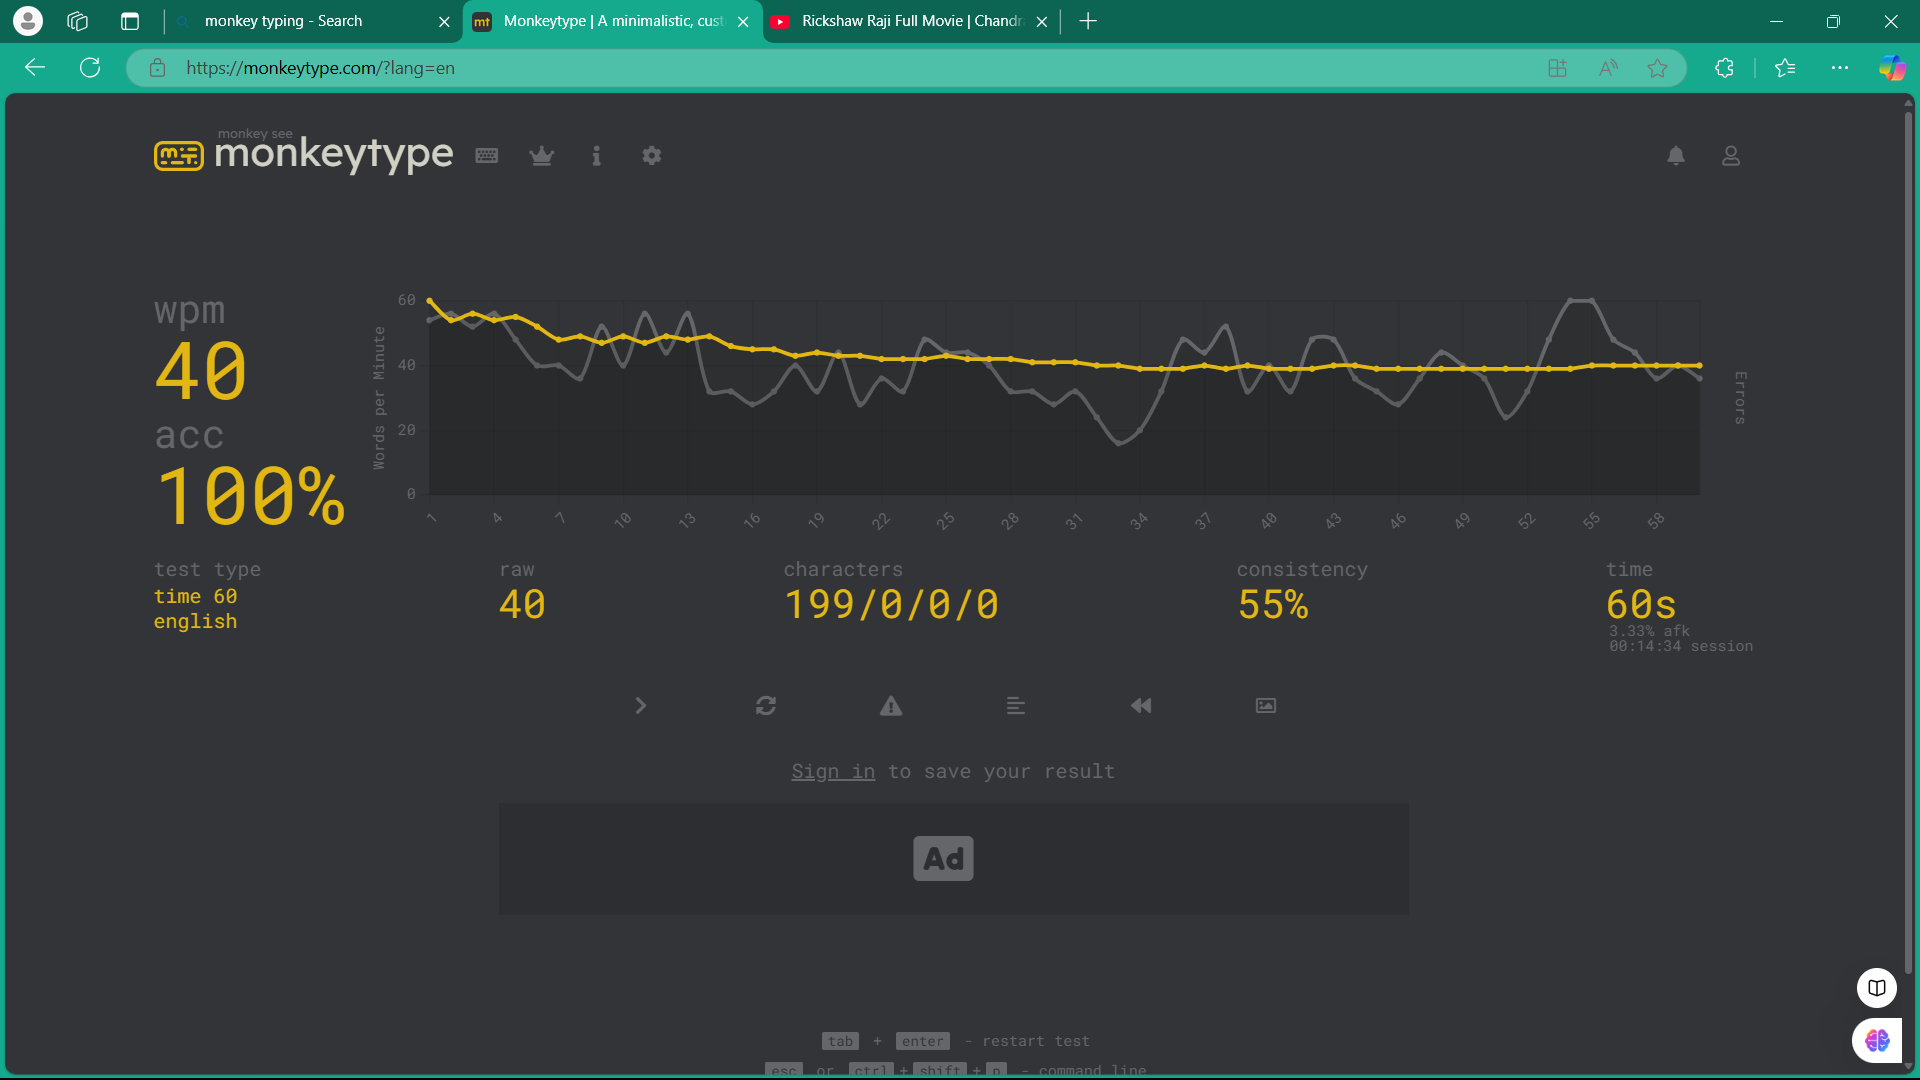 monkey typing - Search
Monkeytype | A minimalistic, cust
Rickshaw Raji Full Movie | Chandr
https://monkeytype.com/?lang=en
monkey see
monkeytype
wpm
40
acc
100%
Words per Minute
60
40
20
0
1 4 7 10 13 16 19 22 25 28 31 34 37 40 43 46 49 52 55 58
Errors
test type
time 60
english
raw
40
characters
199/0/0/0
consistency
55%
time
60s
3.33% afk
00:14:34 session
Sign in to save your result
Ad
tab + enter - restart test
esc or ctrl + shift + p - command line